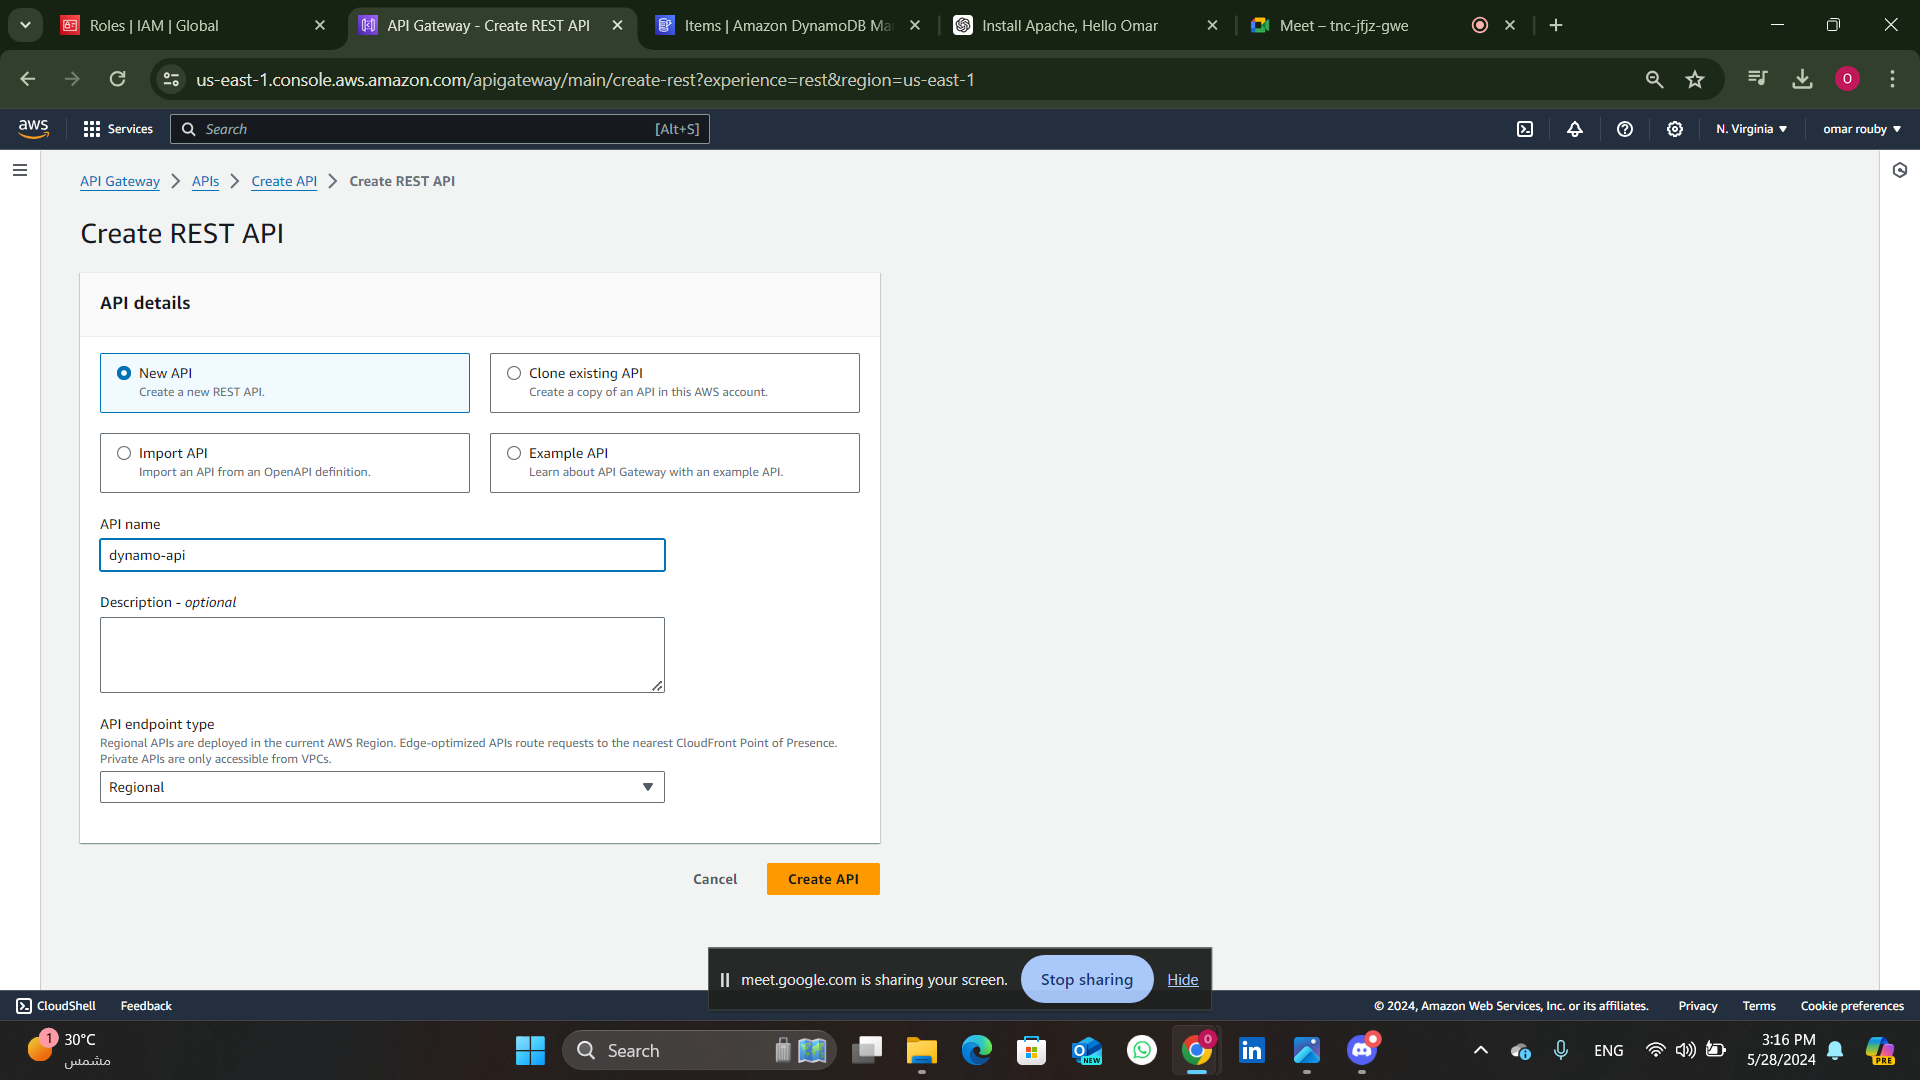 Roles | IAM | Global
API Gateway - Create REST API
Items | Amazon DynamoDB Ma
Install Apache, Hello Omar
Meet – tnc-jfjz-gwe
us-east-1.console.aws.amazon.com/apigateway/main/create-rest?experience=rest&region=us-east-1
O
aws
Services
Search
[Alt+S]
N. Virginia
omar rouby
API Gateway
APIs
Create API
Create REST API
Create REST API
API details
New API
Create a new REST API.
Clone existing API
Create a copy of an API in this AWS account.
Import API
Import an API from an OpenAPI definition.
Example API
Learn about API Gateway with an example API.
API name
dynamo-api
Description - optional
API endpoint type
Regional APIs are deployed in the current AWS Region. Edge-optimized APIs route requests to the nearest CloudFront Point of Presence.
Private APIs are only accessible from VPCs.
Regional
Cancel
Create API
meet.google.com is sharing your screen.
Stop sharing
Hide
CloudShell
Feedback
© 2024, Amazon Web Services, Inc. or its affiliates.
Privacy
Terms
Cookie preferences
1
30°C
مشمس
Search
NEW
O
in
ENG
3:16 PM
5/28/2024
PRE